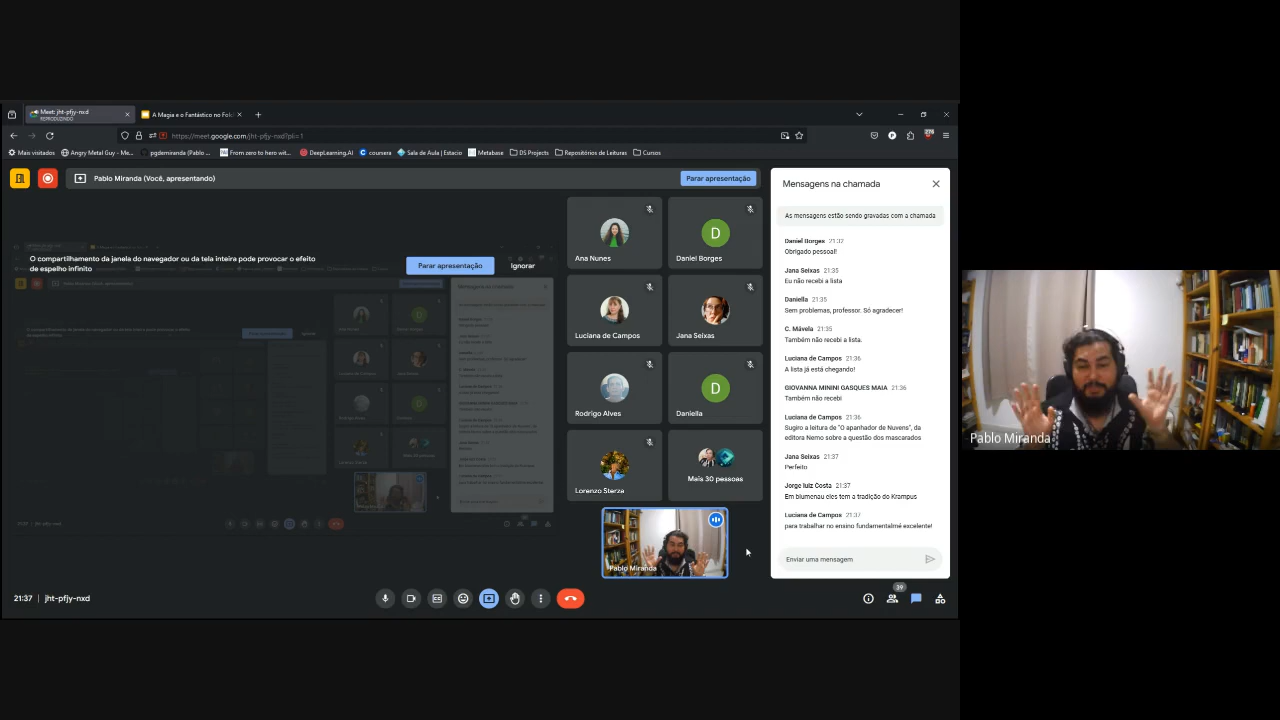 Meet: jht-pfjy-nxd
REPRODUZINDO
A Magia e o Fantástico no Folk
https://meet.google.com/jht-pfjy-nxd?pli=1
Mais visitados
Angry Metal Guy - Me...
pgdemiranda (Pablo ...
From zero to hero wit...
DeepLearning.AI
coursera
Sala de Aula | Estacio
Metabase
DS Projects
Repositórios de Leituras
Cursos
Pablo Miranda (Você, apresentando)
Parar apresentação
O compartilhamento da janela do navegador ou da tela inteira pode provocar o efeito
de espelho infinito
Parar apresentação
Ignorar
Ana Nunes
D
Daniel Borges
Luciana de Campos
Jana Seixas
Rodrigo Alves
D
Daniella
Lorenzo Sterza
Mais 30 pessoas
Pablo Miranda
Mensagens na chamada
As mensagens estão sendo gravadas com a chamada
Daniel Borges 21:32
Obrigado pessoal!
Jana Seixas 21:35
Eu não recebi a lista
Daniella 21:35
Sem problemas, professor. Só agradecer!
C. Mávela 21:35
Também não recebi a lista.
Luciana de Campos 21:36
A lista já está chegando!
GIOVANNA MININI GASQUES MAIA 21:36
Também não recebi
Luciana de Campos 21:36
Sugiro a leitura de "O apanhador de Nuvens", da
editora Nemo sobre a questão dos mascarados
Jana Seixas 21:37
Perfeito
Jorge luiz Costa 21:37
Em blumenau eles tem a tradição do Krampus
Luciana de Campos 21:37
para trabalhar no ensino fundamentalmé excelente!
Enviar uma mensagem
21:37 | jht-pfjy-nxd
39
Pablo Miranda